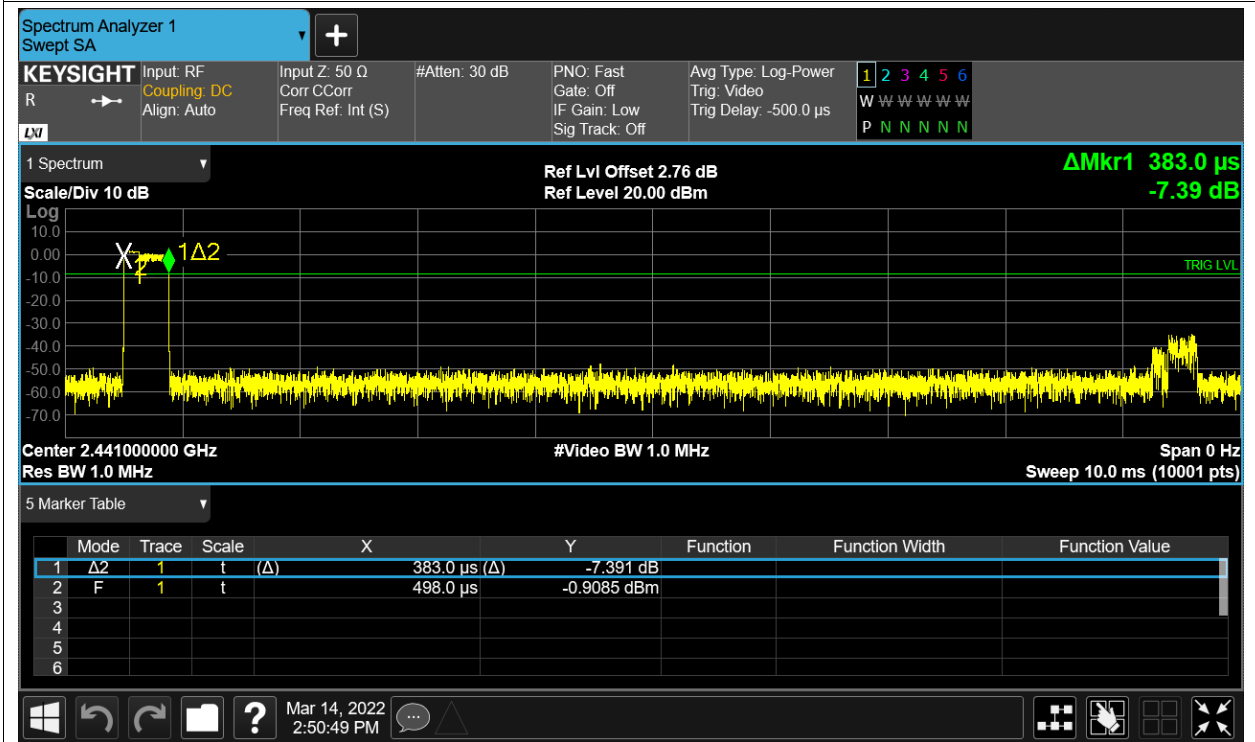 Spectrum Analyzer 1
Swept SA
KEYSIGHT
R
LXI
Input: RF
Coupling: DC
Align: Auto
Input Z: 50 Ω
Corr CCorr
Freq Ref: Int (S)
#Atten: 30 dB
PNO: Fast
Gate: Off
IF Gain: Low
Sig Track: Off
Avg Type: Log-Power
Trig: Video
Trig Delay: -500.0 µs
1 2 3 4 5 6
W W W W W W
P N N N N N
1 Spectrum
Scale/Div 10 dB
Ref Lvl Offset 2.76 dB
Ref Level 20.00 dBm
ΔMkr1 383.0 µs
-7.39 dB
Log
10.0
0.00
-10.0
-20.0
-30.0
-40.0
-50.0
-60.0
-70.0
X
2
1Δ2
TRIG LVL
Center 2.441000000 GHz
Res BW 1.0 MHz
#Video BW 1.0 MHz
Span 0 Hz
Sweep 10.0 ms (10001 pts)
5 Marker Table
Mode Trace Scale X Y Function Function Width Function Value
1 Δ2 1 t (Δ) 383.0 µs (Δ) -7.391 dB
2 F 1 t 498.0 µs -0.9085 dBm
3
4
5
6
?
Mar 14, 2022
2:50:49 PM